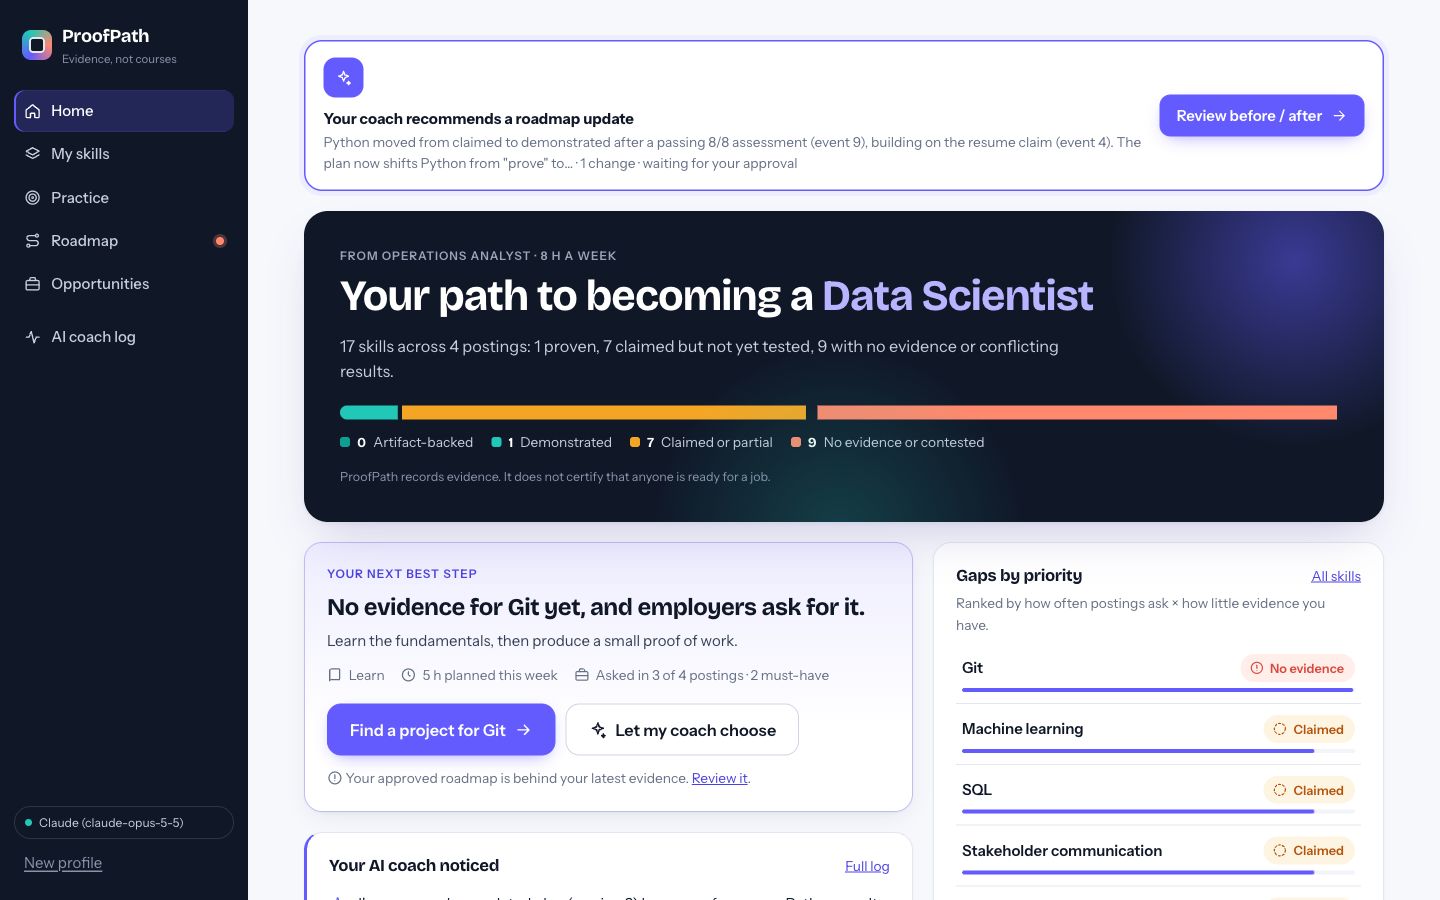 ProofPath
Evidence, not courses
Home
My skills
Practice
Roadmap
Opportunities
AI coach log
Claude (claude-opus-5-5)
New profile
Your coach recommends a roadmap update
Python moved from claimed to demonstrated after a passing 8/8 assessment (event 9), building on the resume claim (event 4). The
plan now shifts Python from "prove" to… · 1 change · waiting for your approval
Review before / after
FROM OPERATIONS ANALYST · 8 H A WEEK
Your path to becoming a Data Scientist
17 skills across 4 postings: 1 proven, 7 claimed but not yet tested, 9 with no evidence or conflicting
results.
0 Artifact-backed 1 Demonstrated 7 Claimed or partial 9 No evidence or contested
ProofPath records evidence. It does not certify that anyone is ready for a job.
YOUR NEXT BEST STEP
No evidence for Git yet, and employers ask for it.
Learn the fundamentals, then produce a small proof of work.
Learn 5 h planned this week Asked in 3 of 4 postings · 2 must-have
Find a project for Git Let my coach choose
Your approved roadmap is behind your latest evidence. Review it.
Your AI coach noticed Full log
Gaps by priority All skills
Ranked by how often postings ask × how little evidence you
have.
Git No evidence
Machine learning Claimed
SQL Claimed
Stakeholder communication Claimed